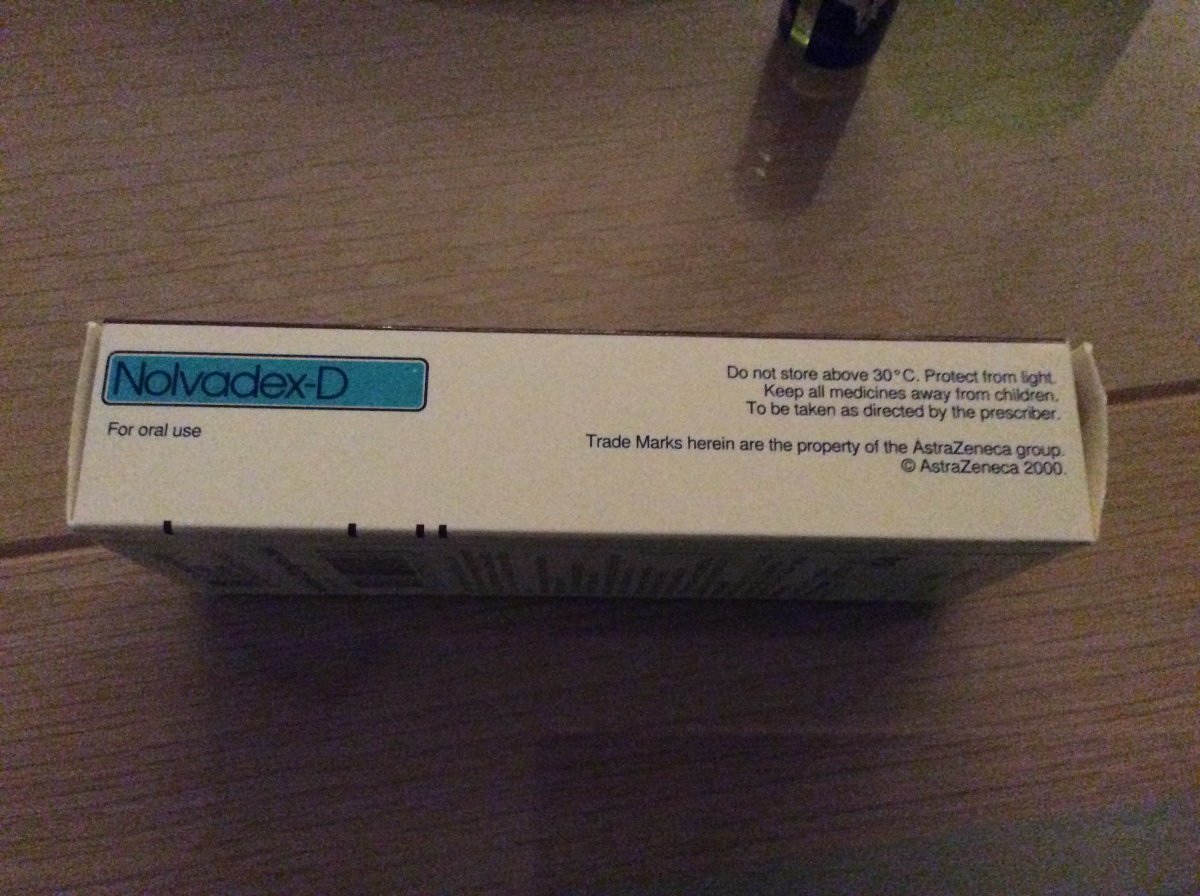 Nolvadex-D
For oral use
Do not store above 30°C. Protect from light.
Keep all medicines away from children.
To be taken as directed by the prescriber.
Trade Marks herein are the property of the AstraZeneca group.
© AstraZeneca 2000.